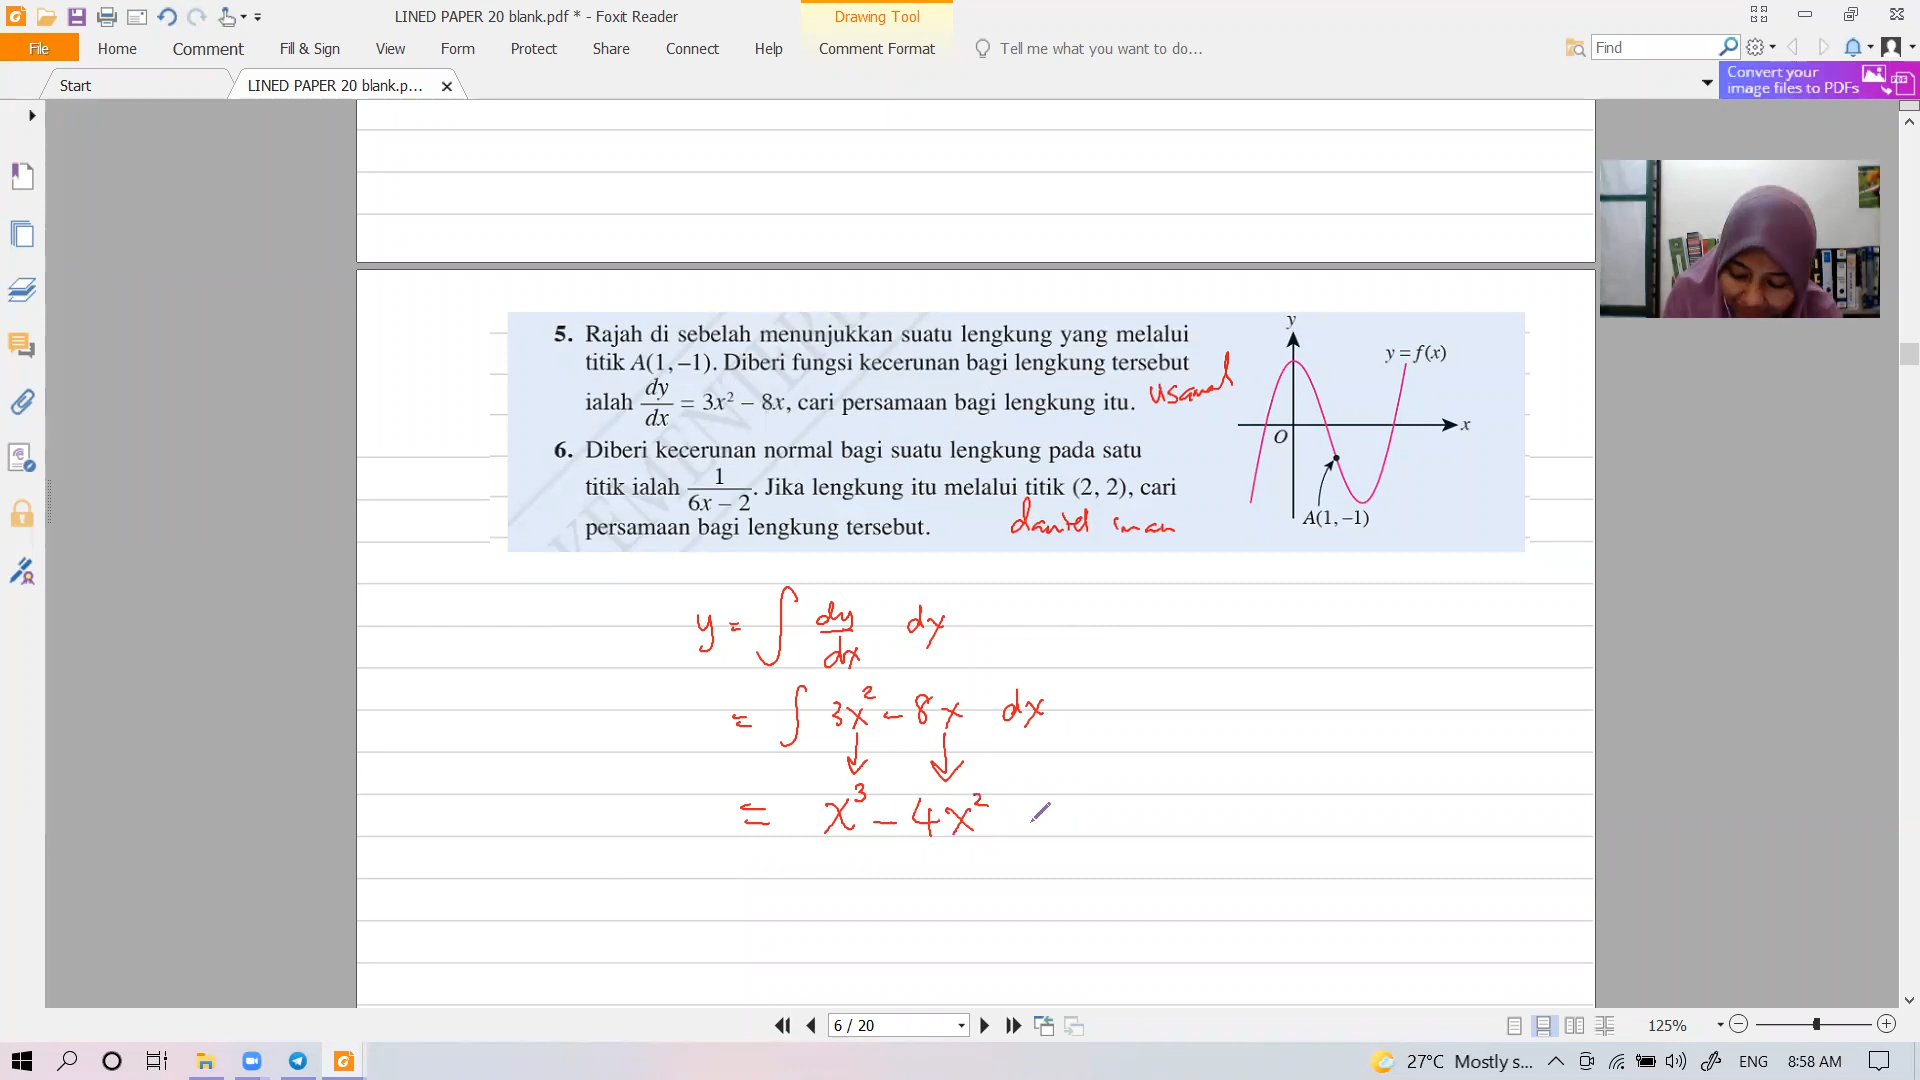 LINED PAPER 20 blank.pdf * - Foxit Reader
Drawing Tool
File Home Comment Fill & Sign View Form Protect Share Connect Help Comment Format Tell me what you want to do... Find
Start LINED PAPER 20 blank.p...
Convert your
image files to PDFs
5. Rajah di sebelah menunjukkan suatu lengkung yang melalui
titik A(1, −1). Diberi fungsi kecerunan bagi lengkung tersebut
ialah dy/dx = 3x² − 8x, cari persamaan bagi lengkung itu. usamah
6. Diberi kecerunan normal bagi suatu lengkung pada satu
titik ialah 1/(6x − 2). Jika lengkung itu melalui titik (2, 2), cari
persamaan bagi lengkung tersebut. daniel iman
y
y = f(x)
x
O
A(1, −1)
KEMENTER
y = ∫ dy/dx dx
= ∫ 3x² − 8x dx
= x³ − 4x²
6 / 20
125%
27°C Mostly s... ENG 8:58 AM